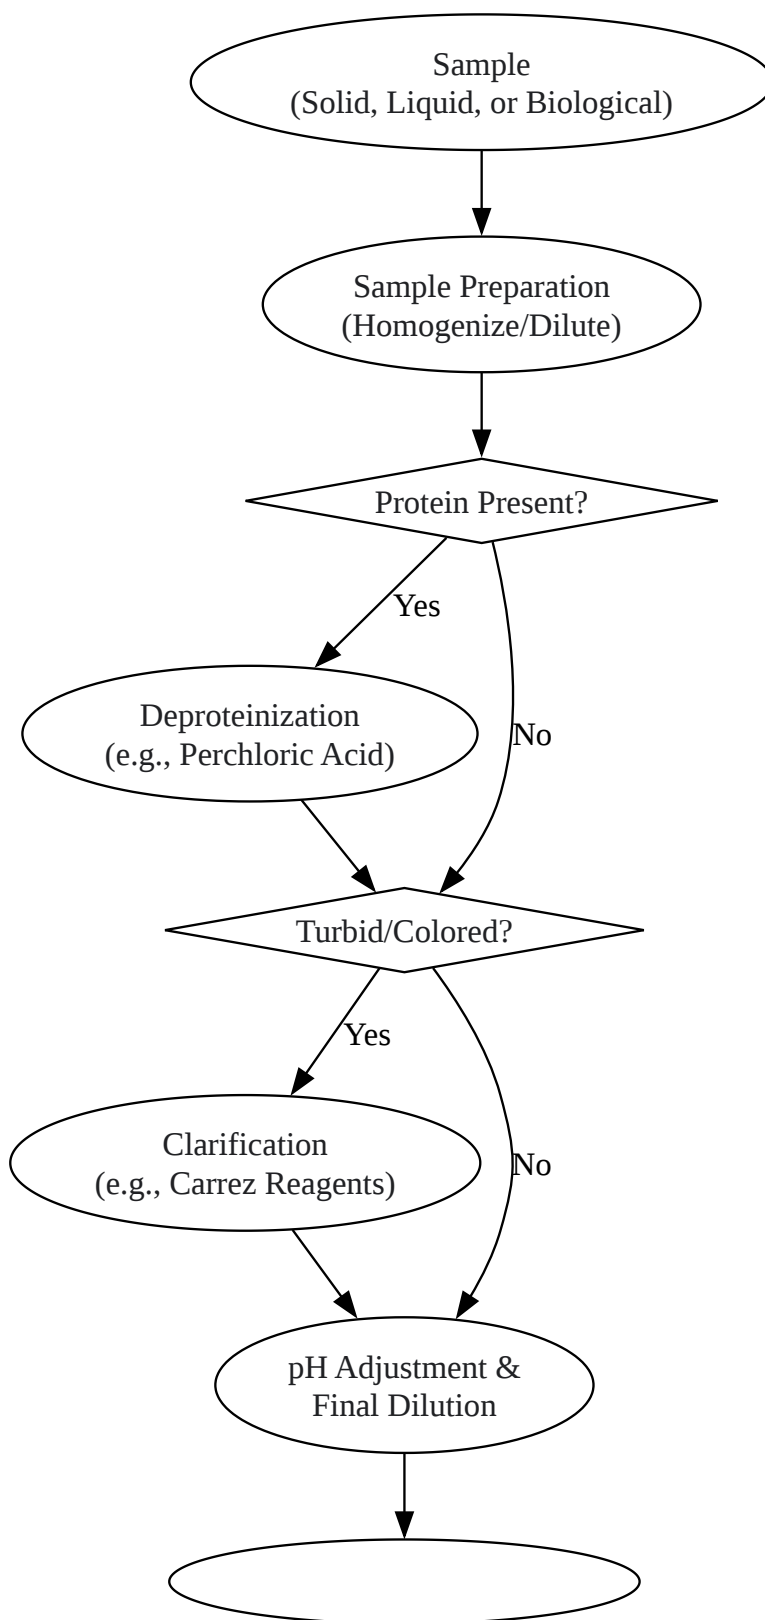 Sample
(Solid, Liquid, or Biological)
Sample Preparation
(Homogenize/Dilute)
Protein Present?
Yes
Deproteinization
(e.g., Perchloric Acid)
No
Turbid/Colored?
Yes
Clarification
(e.g., Carrez Reagents)
No
pH Adjustment &
Final Dilution